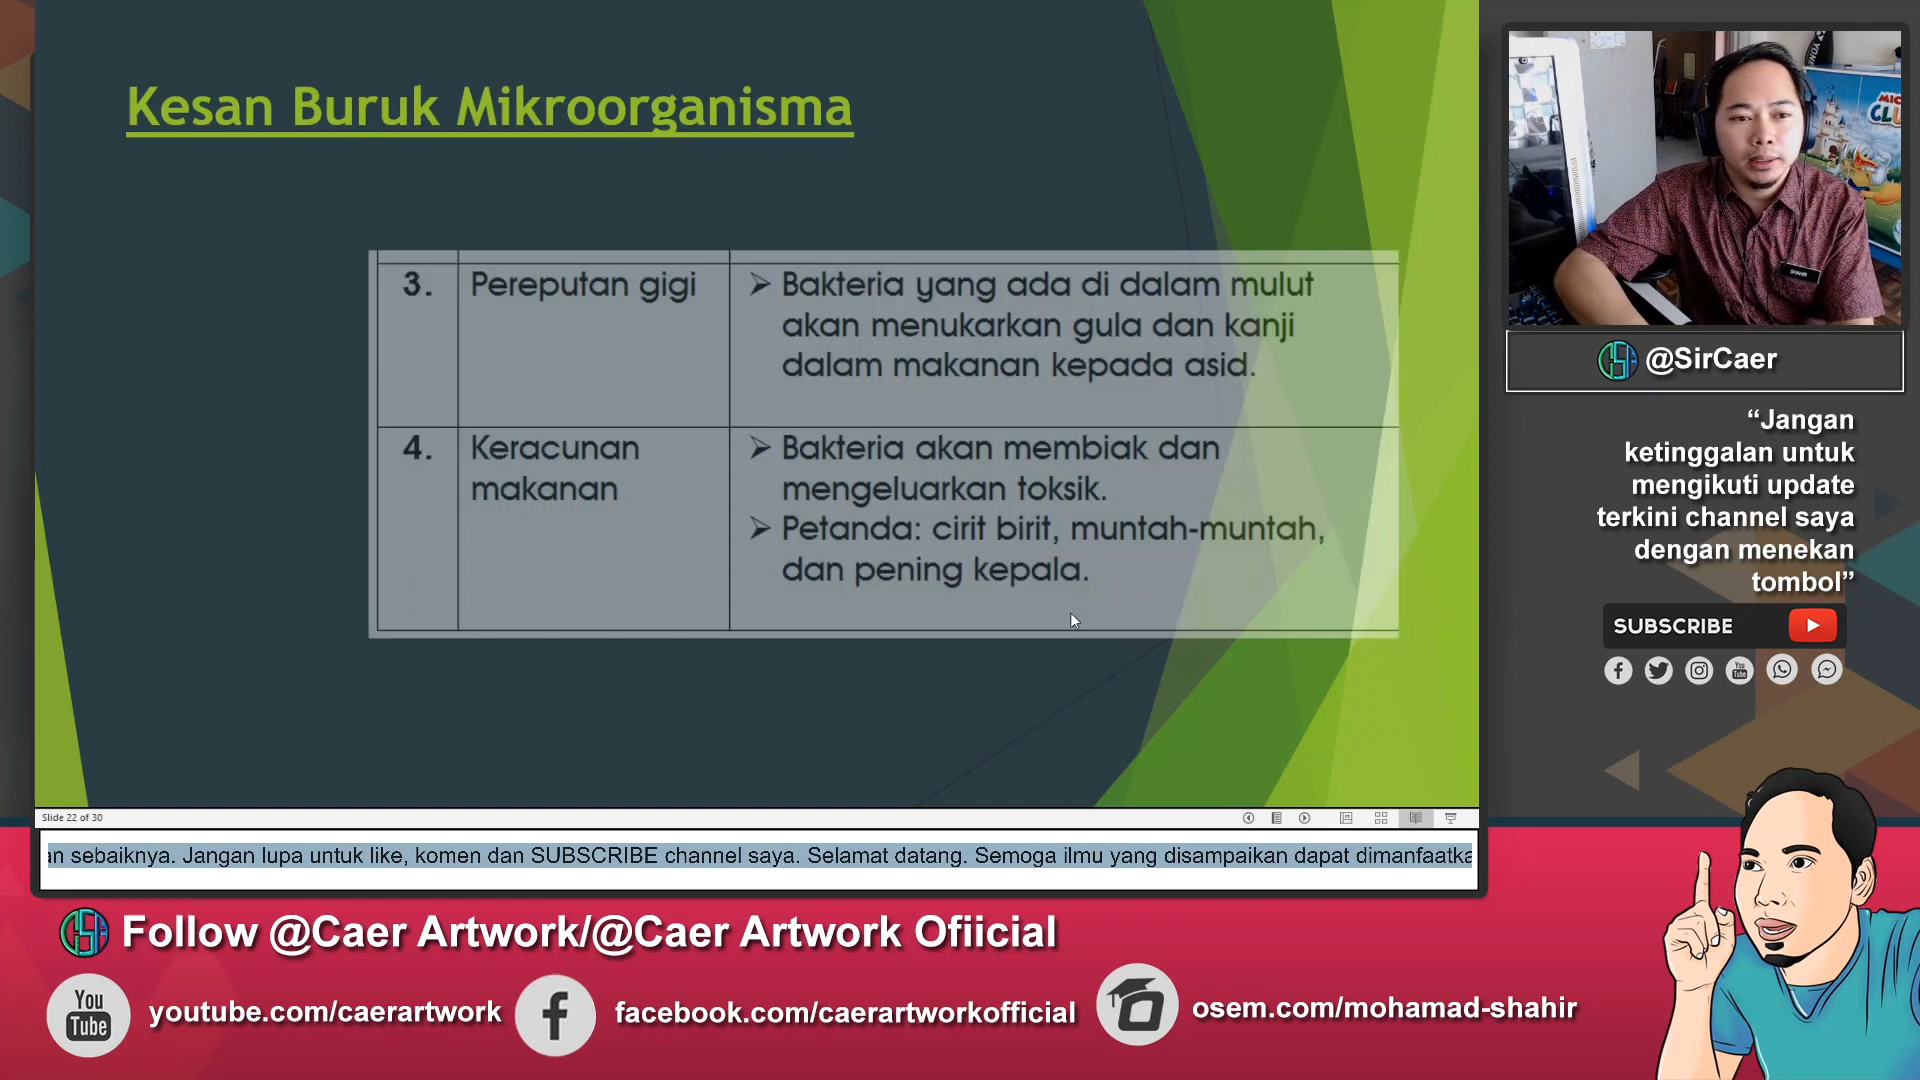 Kesan Buruk Mikroorganisma
3. Pereputan gigi
Bakteria yang ada di dalam mulut
akan menukarkan gula dan kanji
dalam makanan kepada asid.
4. Keracunan
makanan
Bakteria akan membiak dan
mengeluarkan toksik.
Petanda: cirit birit, muntah-muntah,
dan pening kepala.
Slide 22 of 30
an sebaiknya. Jangan lupa untuk like, komen dan SUBSCRIBE channel saya. Selamat datang. Semoga ilmu yang disampaikan dapat dimanfaatka
@SirCaer
“Jangan
ketinggalan untuk
mengikuti update
terkini channel saya
dengan menekan
tombol”
SUBSCRIBE
Follow @Caer Artwork/@Caer Artwork Ofiicial
You
Tube
youtube.com/caerartwork
facebook.com/caerartworkofficial
osem.com/mohamad-shahir